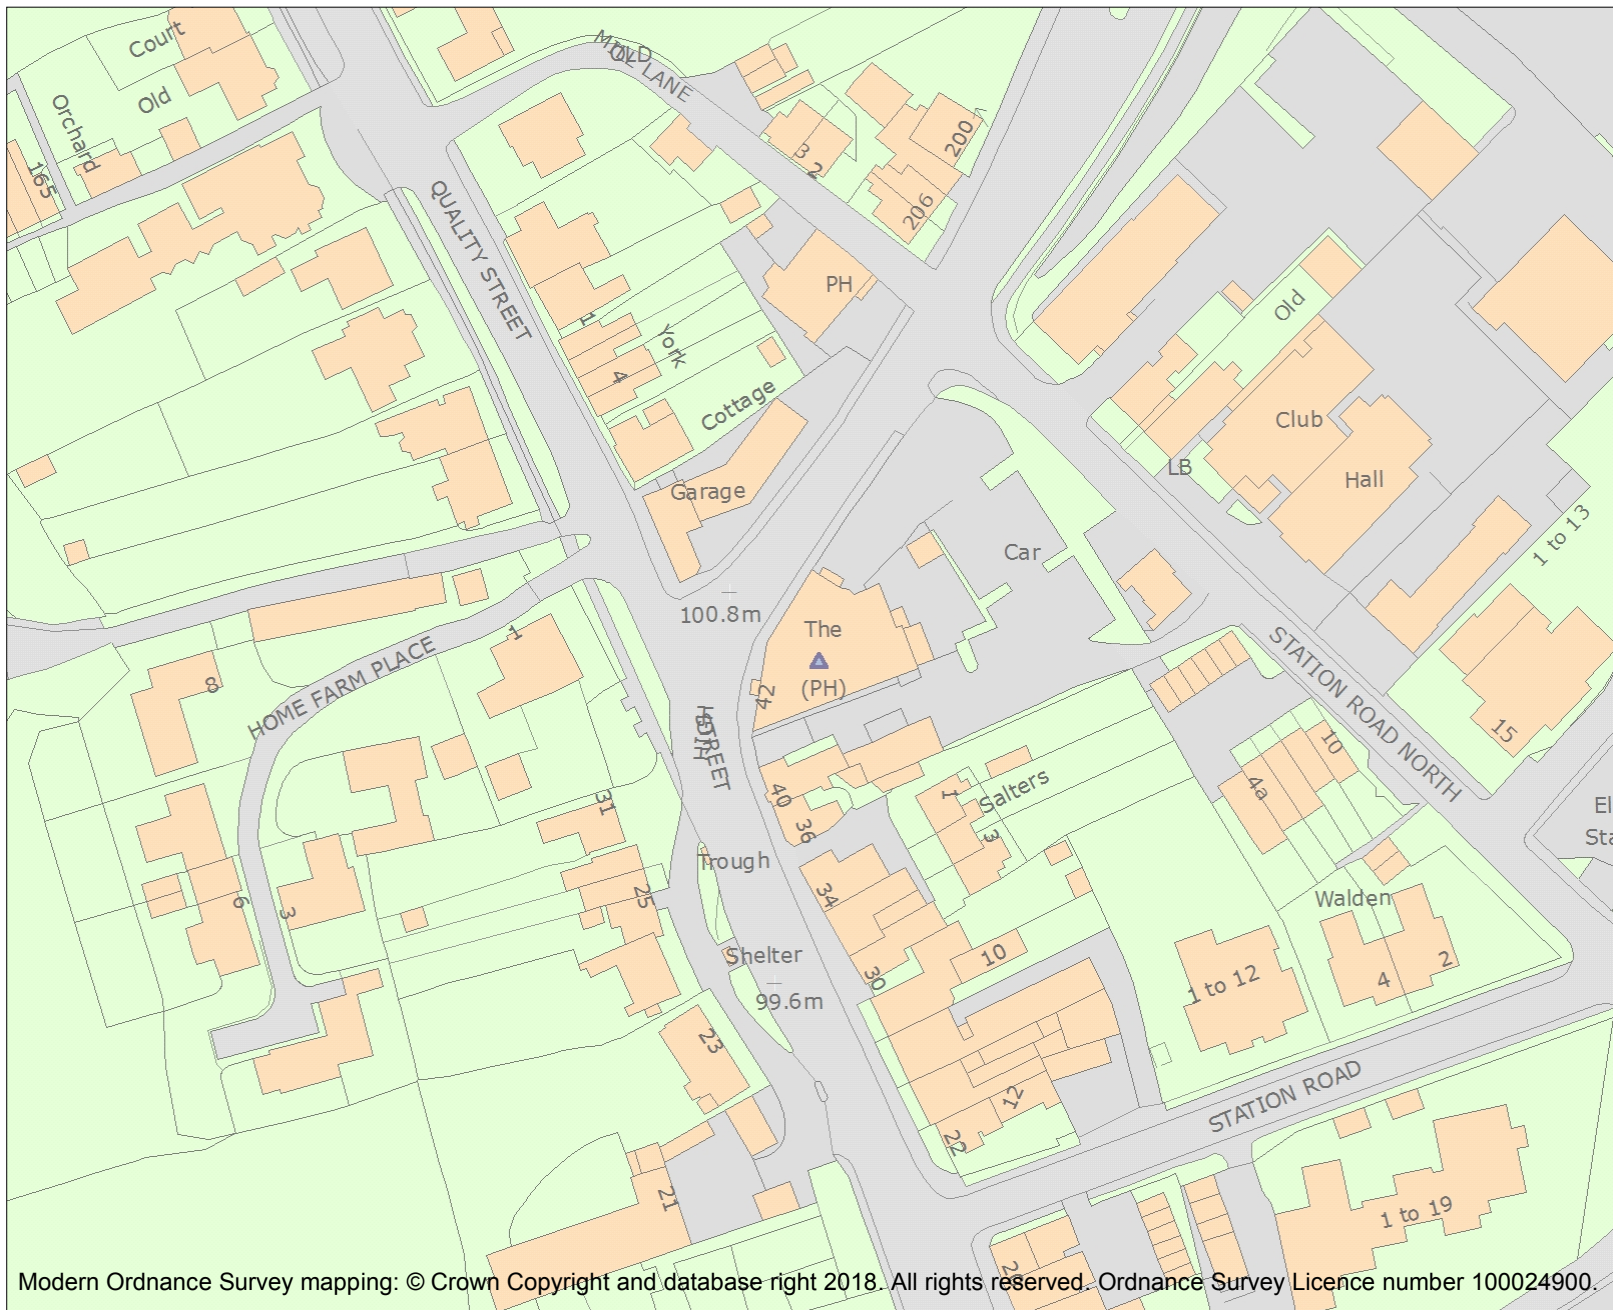 Court
Old
Orchard
165
OLD
MILL LANE
3
2
200
206
QUALITY STREET
PH
Old
1
York
4
Cottage
Club
LB
Hall
Garage
Car
1 to 13
100.8m
The
(PH)
42
1
8
HOME FARM PLACE
HIGH
STREET
STATION ROAD NORTH
15
10
4a
40
36
1
Salters
3
31
El
Sta
Trough
34
25
6
3
Walden
Shelter
30
10
1 to 12
4
2
99.6m
23
12
22
STATION ROAD
21
1 to 19
Modern Ordnance Survey mapping: © Crown Copyright and database right 2018. All rights reserved. Ordnance Survey Licence number 100024900.